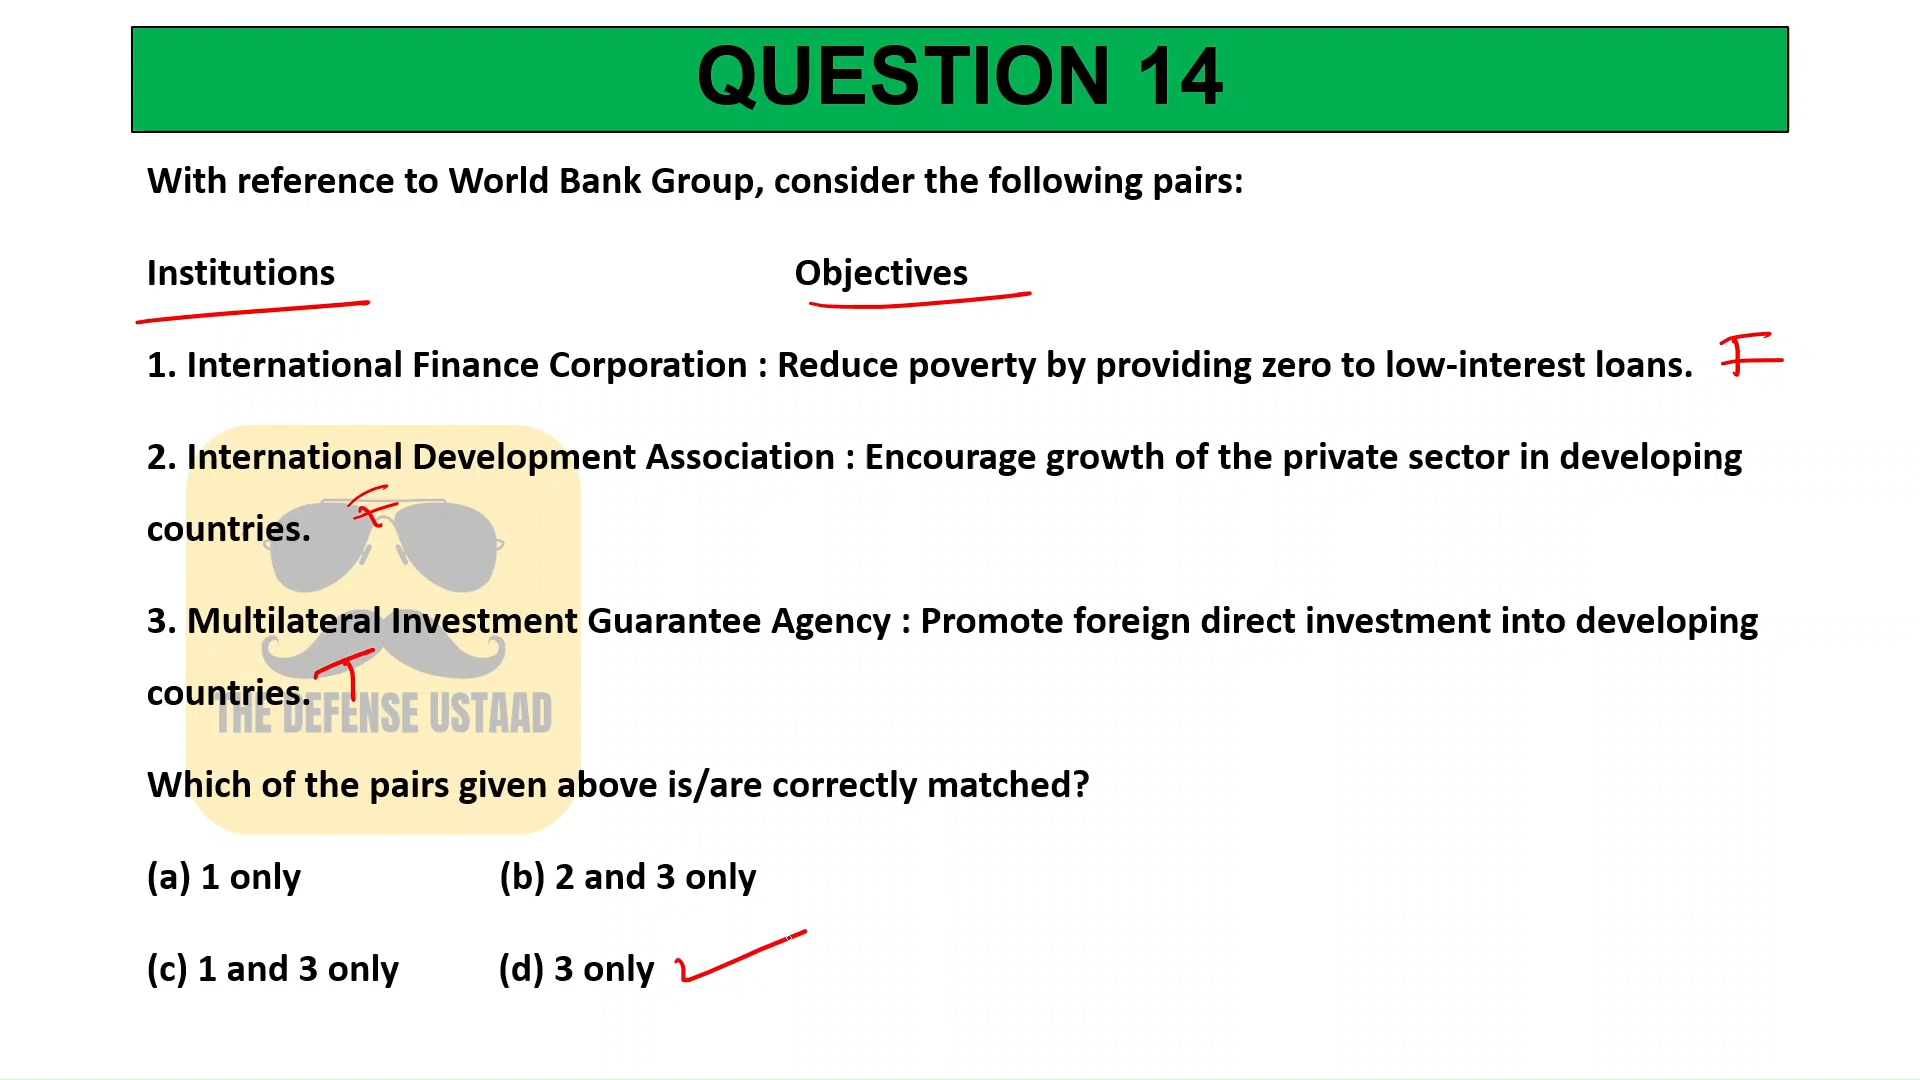 QUESTION 14
With reference to World Bank Group, consider the following pairs:
Institutions Objectives
1. International Finance Corporation : Reduce poverty by providing zero to low-interest loans. F
2. International Development Association : Encourage growth of the private sector in developing
countries. F
3. Multilateral Investment Guarantee Agency : Promote foreign direct investment into developing
countries. T
THE DEFENSE USTAAD
Which of the pairs given above is/are correctly matched?
(a) 1 only (b) 2 and 3 only
(c) 1 and 3 only (d) 3 only